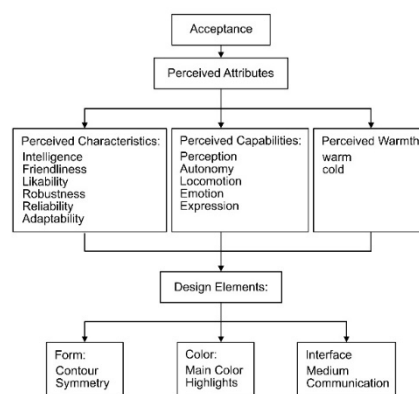 Acceptance
Perceived Attributes
Perceived Characteristics:
Intelligence
Friendliness
Likability
Robustness
Reliability
Adaptability
Perceived Capabilities:
Perception
Autonomy
Locomotion
Emotion
Expression
Perceived Warmth
warm
cold
Design Elements:
Form:
Contour
Symmetry
Color:
Main Color
Highlights
Interface
Medium
Communication